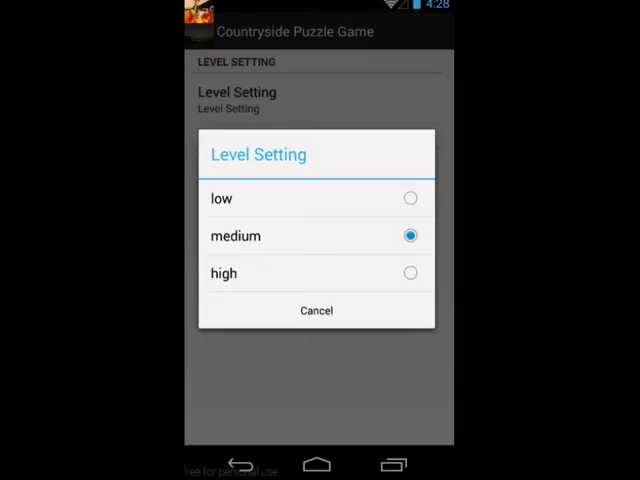 4:28
Countryside Puzzle Game
LEVEL SETTING
Level Setting
Level Setting
Level Setting
low
medium
high
Cancel
free for personal use